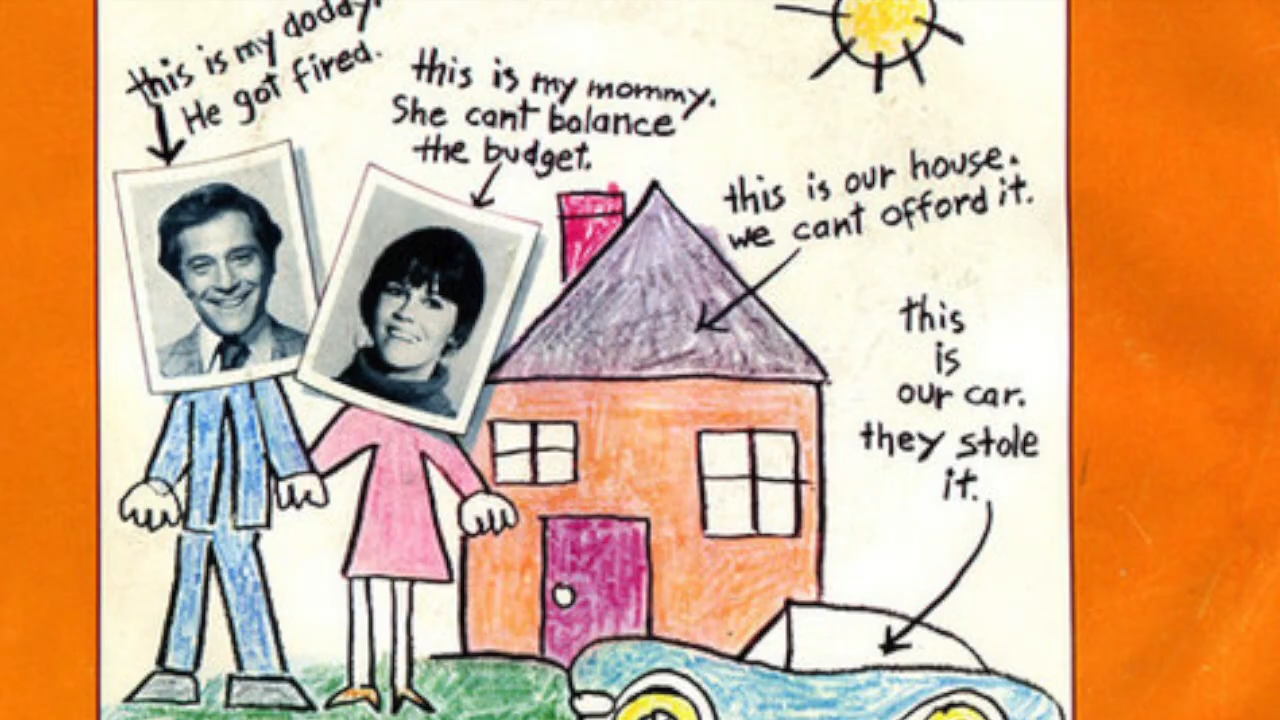 this is my daddy.
He got fired.
this is my mommy.
She cant balance
the budget.
this is our house.
we cant offord it.
this
is
our car.
they stole
it.